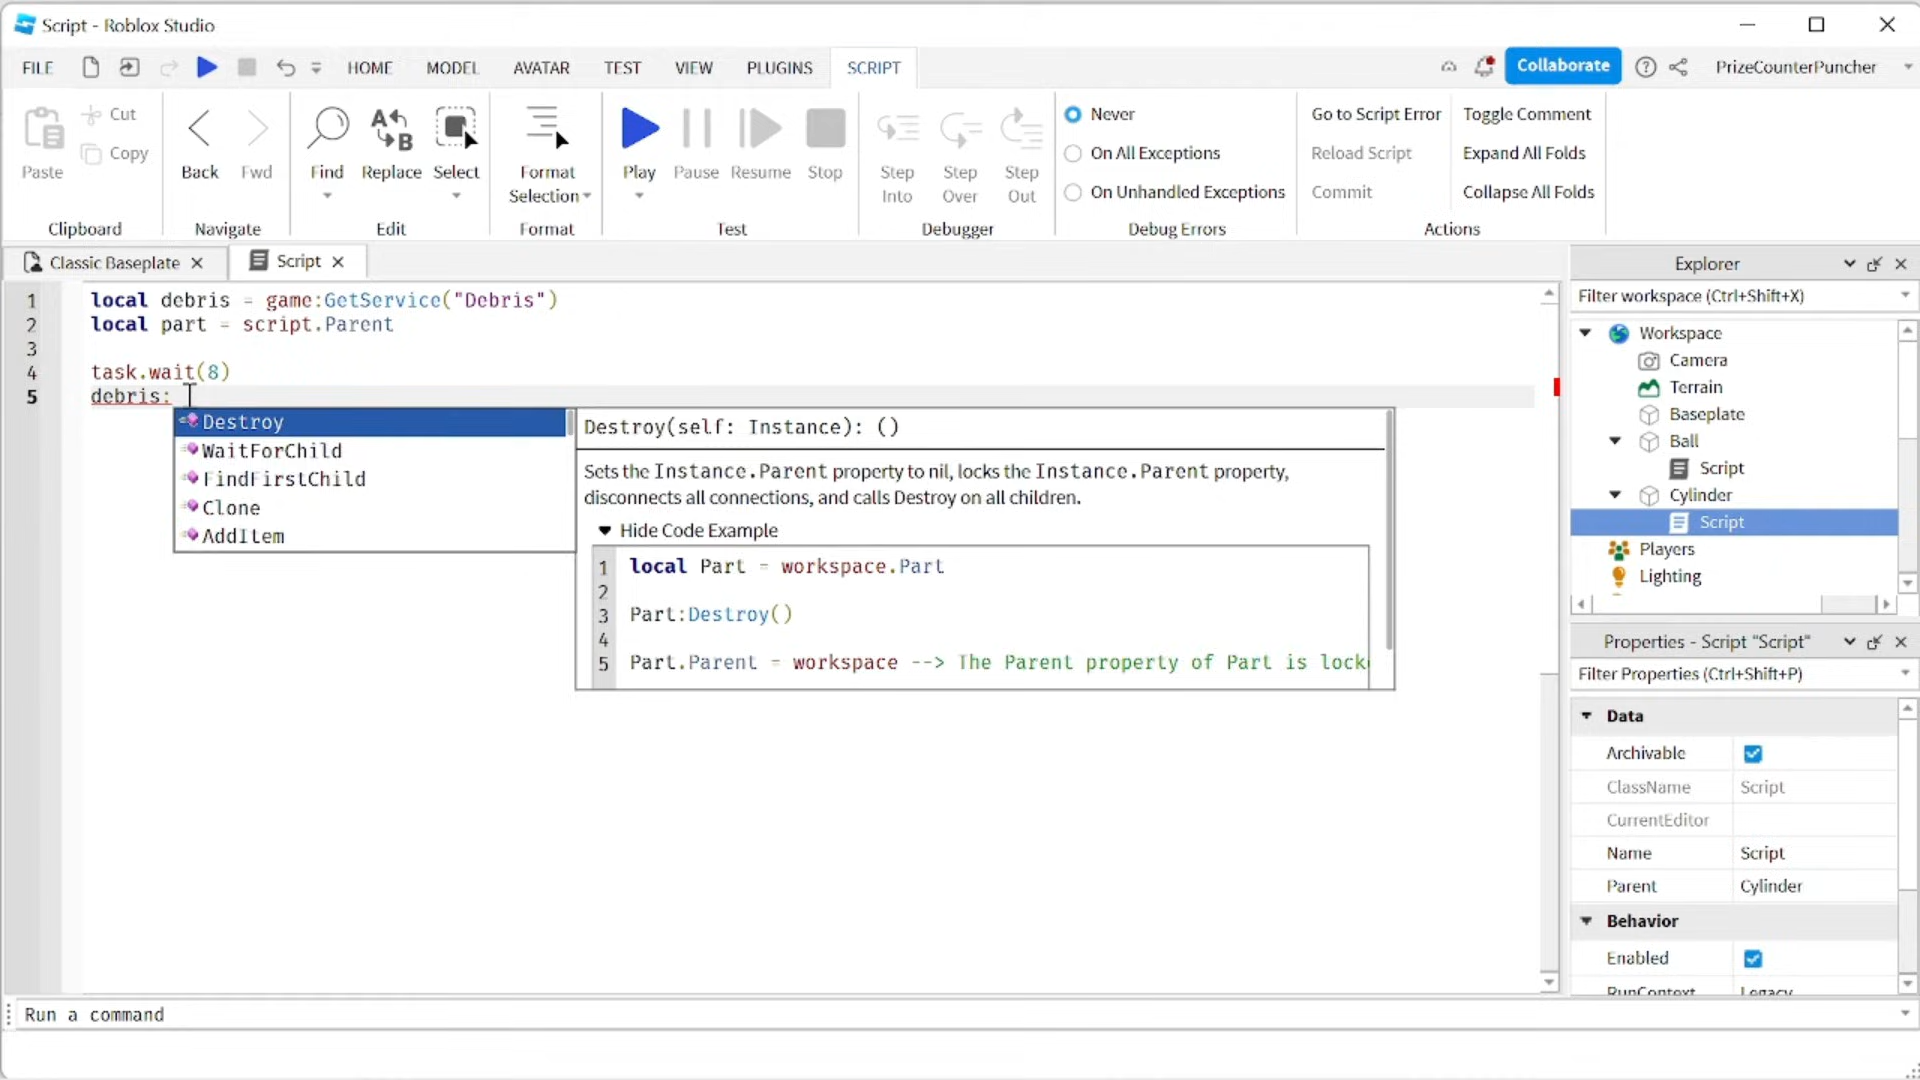 Script - Roblox Studio
FILE HOME MODEL AVATAR TEST VIEW PLUGINS SCRIPT Collaborate PrizeCounterPuncher
Paste Cut Copy
Clipboard
Back Fwd
Navigate
Find Replace Select
Edit
Format Selection
Format
Play Pause Resume Stop
Test
Step Into Step Over Step Out
Debugger
Never
On All Exceptions
On Unhandled Exceptions
Debug Errors
Go to Script Error Toggle Comment
Reload Script Expand All Folds
Commit Collapse All Folds
Actions
Classic Baseplate Script
1 local debris = game:GetService("Debris")
2 local part = script.Parent
3
4 task.wait(8)
5 debris:
Destroy
WaitForChild
FindFirstChild
Clone
AddItem
Destroy(self: Instance): ()
Sets the Instance.Parent property to nil, locks the Instance.Parent property,
disconnects all connections, and calls Destroy on all children.
Hide Code Example
1 local Part = workspace.Part
2
3 Part:Destroy()
4
5 Part.Parent = workspace --> The Parent property of Part is lock
Explorer
Filter workspace (Ctrl+Shift+X)
Workspace
Camera
Terrain
Baseplate
Ball
Script
Cylinder
Script
Players
Lighting
Properties - Script "Script"
Filter Properties (Ctrl+Shift+P)
Data
Archivable
ClassName Script
CurrentEditor
Name Script
Parent Cylinder
Behavior
Enabled
RunContext Legacy
Run a command